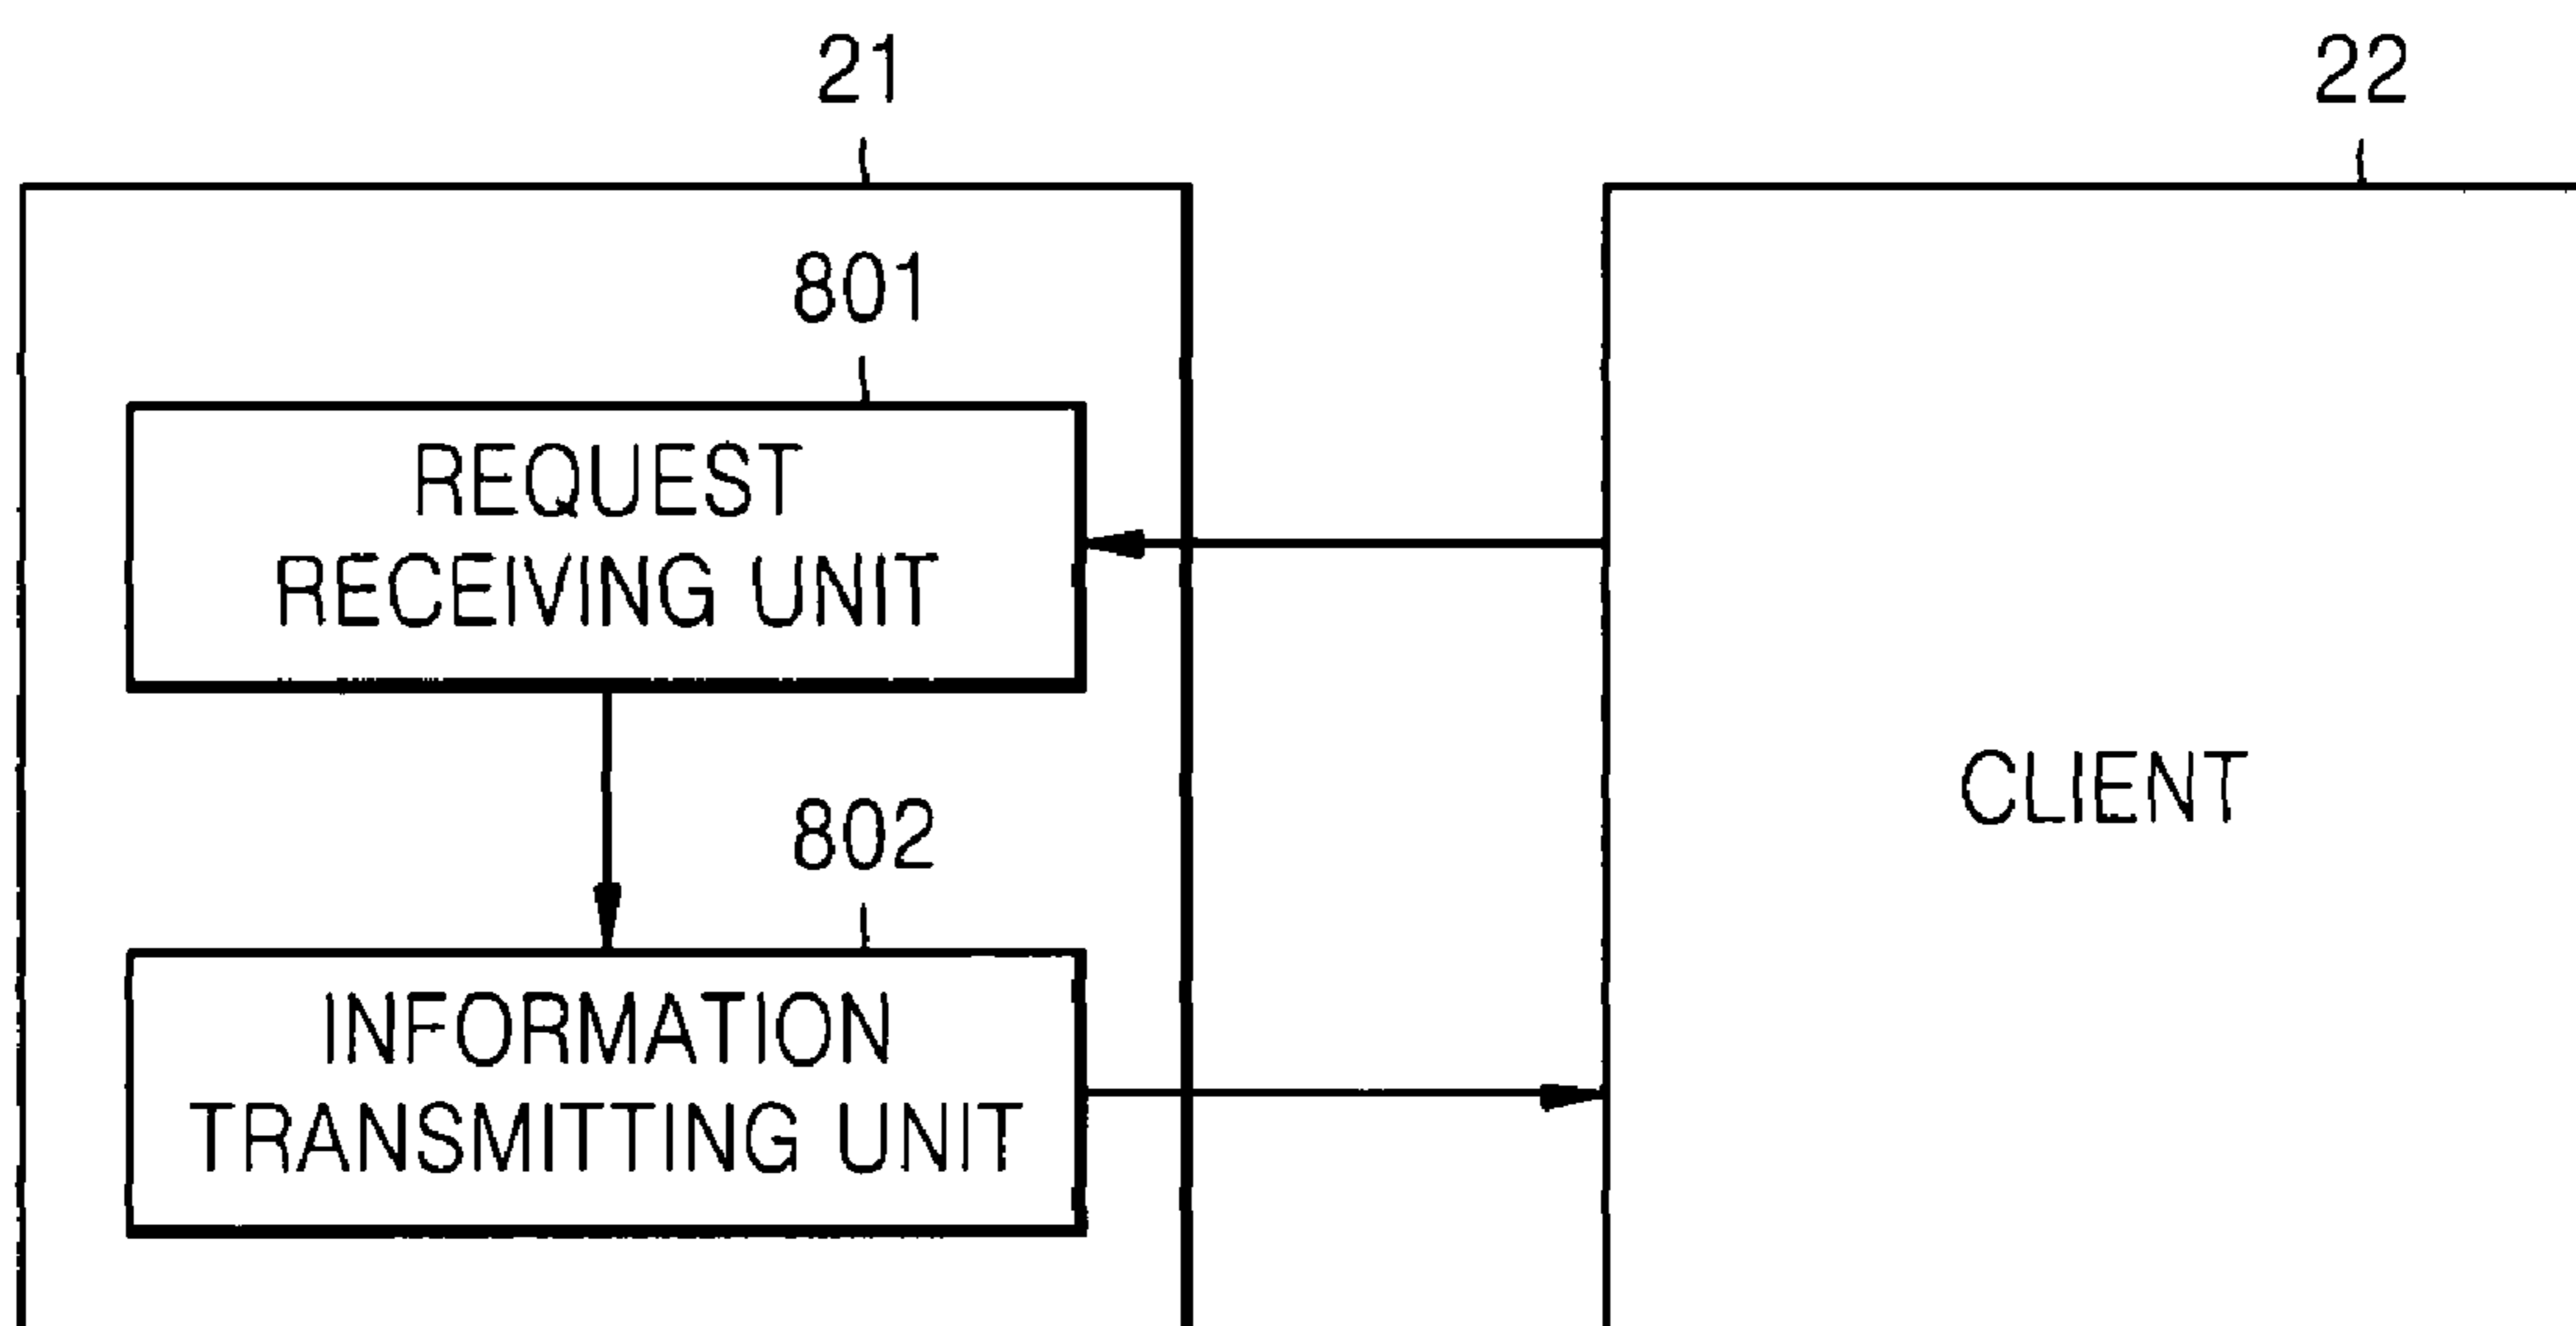 21
22
801
REQUEST
RECEIVING UNIT
CLIENT
802
INFORMATION
TRANSMITTING UNIT